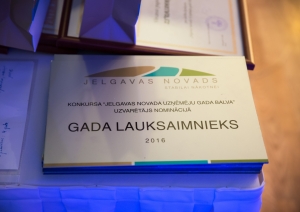 JELGAVAS NOVADS
KONKURSA "JELGAVAS NOVADA UZŅĒMĒJU GADA BALVA"
UZVARĒTĀJS NOMINĀCIJĀ
GADA LAUKSAIMNIEKS
2016